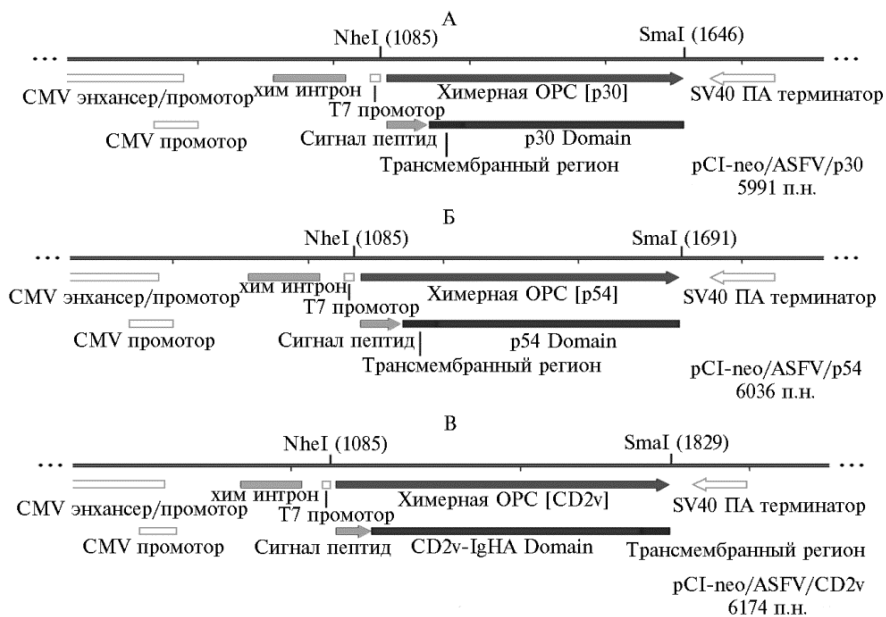 А
NheI (1085) SmaI (1646)
... ...
CMV энхансер/промотор хим интрон Химерная ОРС [p30] SV40 ПА терминатор
T7 промотор
CMV промотор Сигнал пептид p30 Domain
Трансмембранный регион pCI-neo/ASFV/p30
5991 п.н.
Б
NheI (1085) SmaI (1691)
... ...
CMV энхансер/промотор хим интрон Химерная ОРС [p54] SV40 ПА терминатор
T7 промотор
CMV промотор Сигнал пептид p54 Domain
Трансмембранный регион pCI-neo/ASFV/p54
6036 п.н.
В
NheI (1085) SmaI (1829)
... ...
CMV энхансер/промотор хим интрон Химерная ОРС [CD2v] SV40 ПА терминатор
T7 промотор
CMV промотор Сигнал пептид CD2v-IgHA Domain Трансмембранный регион
pCI-neo/ASFV/CD2v
6174 п.н.